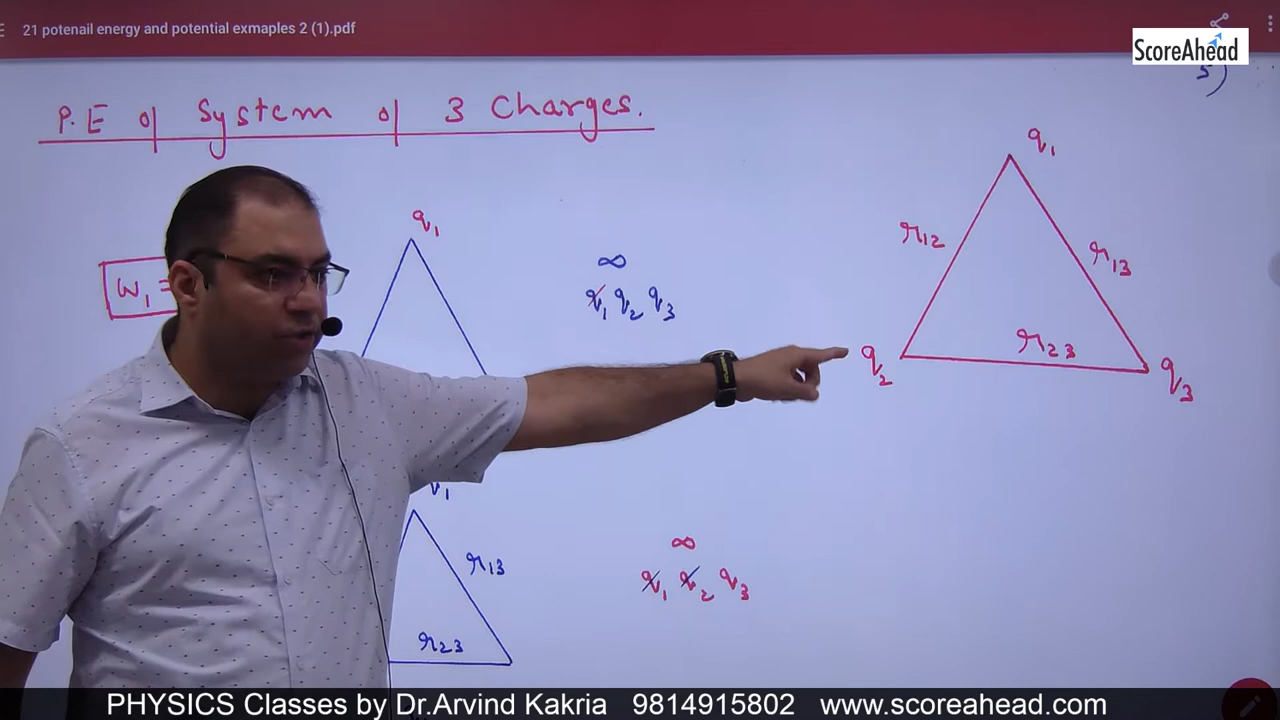 21 potenail energy and potential exmaples 2 (1).pdf
ScoreAhead
5)
P.E of System of 3 Charges.
q1
r12
r13
r23
q2
q3
q1
W1 =
∞
q1 q2 q3
r13
r23
∞
q1 q2 q3
PHYSICS Classes by Dr.Arvind Kakria 9814915802 www.scoreahead.com